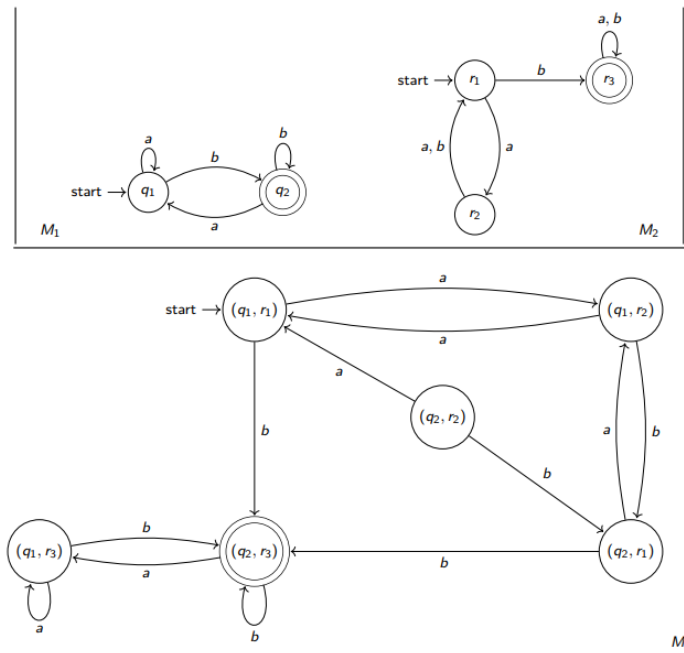 a, b
start
r₁
b
r₃
a
b
b
a, b
a
start
q₁
q₂
a
r₂
M₁
M₂
a
start
(q₁, r₁)
(q₁, r₂)
a
a
(q₂, r₂)
b
a
b
b
(q₁, r₃)
b
(q₂, r₃)
(q₂, r₁)
a
b
a
b
M